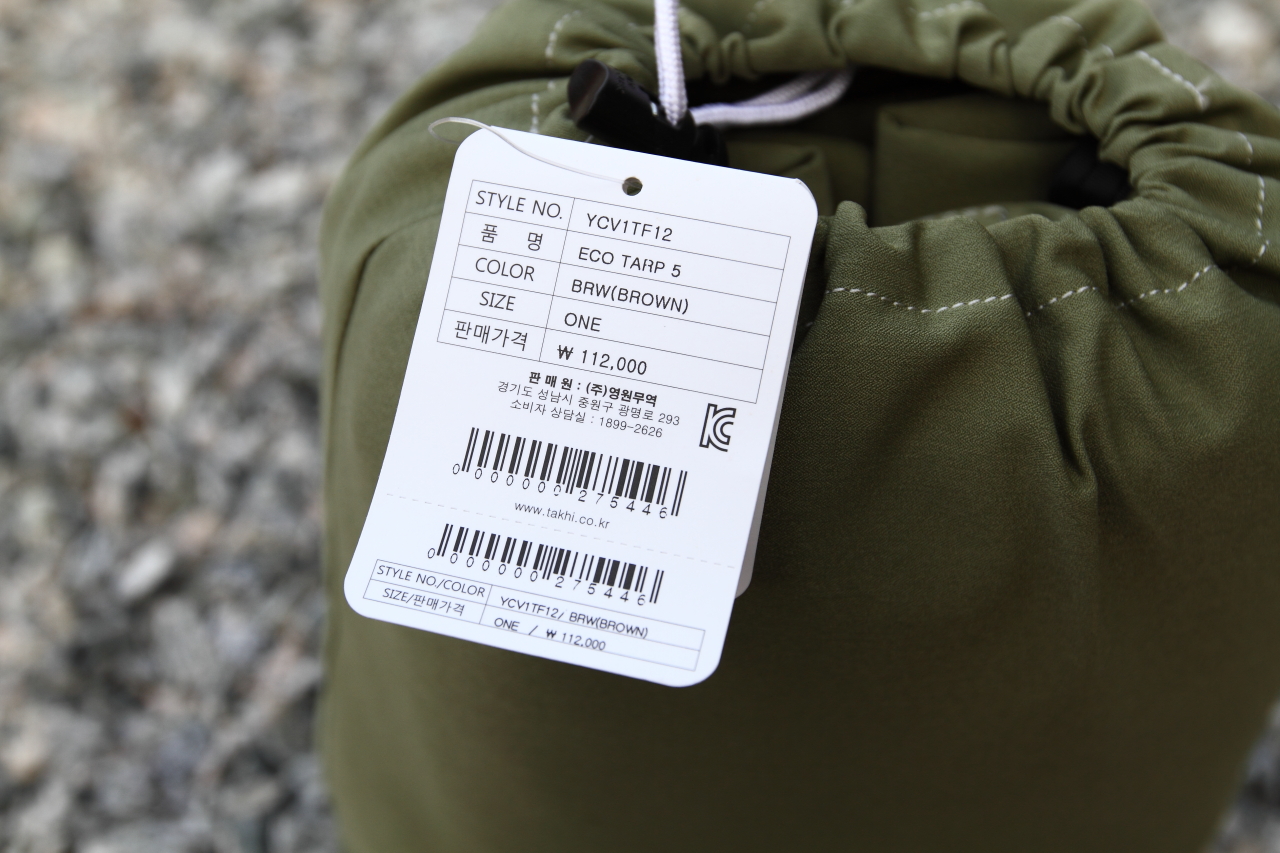 STYLE NO. YCV1TF12
품 명 ECO TARP 5
COLOR BRW(BROWN)
SIZE ONE
판매가격 ₩ 112,000
판 매 원 : (주)영원무역
경기도 성남시 중원구 광명로 293
소비자 상담실 : 1899-2626
KC
0 000000 275446
www.takhi.co.kr
0 000000 275446
STYLE NO./COLOR YCV1TF12/ BRW(BROWN)
SIZE/판매가격 ONE / ₩ 112,000